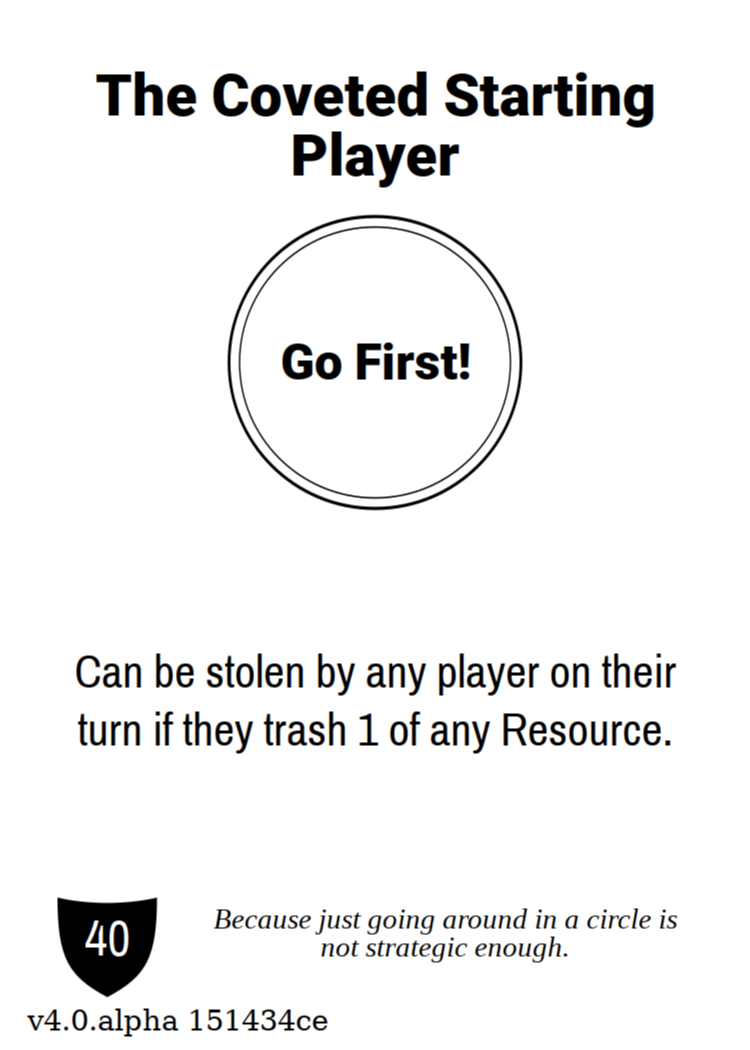 The Coveted Starting
Player
Go First!
Can be stolen by any player on their
turn if they trash 1 of any Resource.
40
Because just going around in a circle is
not strategic enough.
v4.0.alpha 151434ce